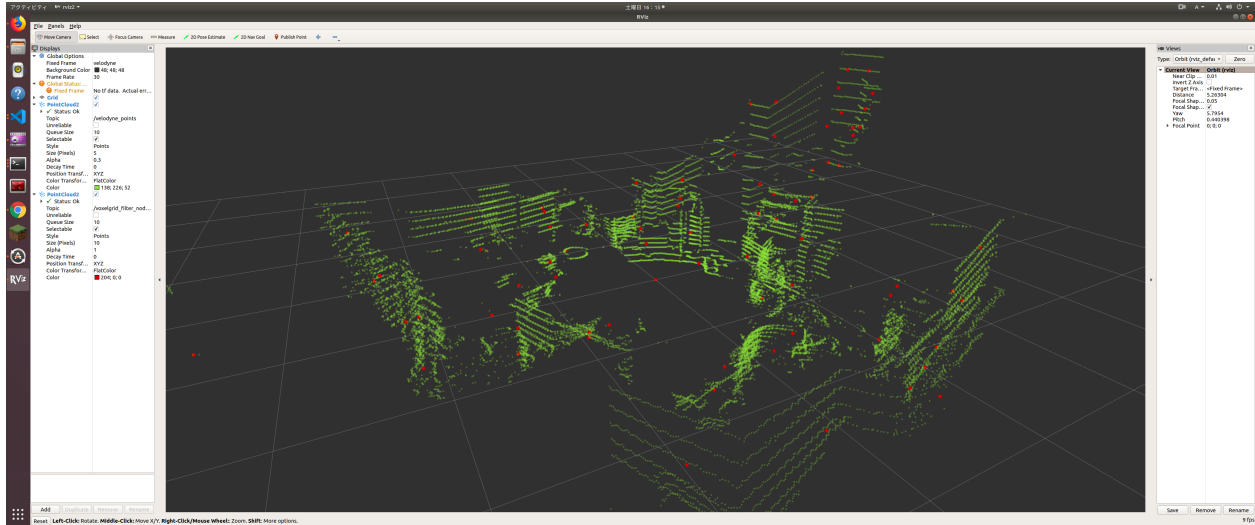 アクティビティ rviz2 ▾
土曜日 16：15
A ▾
RViz
File Panels Help
Move Camera Select Focus Camera Measure 2D Pose Estimate 2D Nav Goal Publish Point
Displays
Global Options
Fixed Frame velodyne
Background Color 48; 48; 48
Frame Rate 30
Global Status: ...
Fixed Frame No tf data. Actual err...
Grid
PointCloud2
Status: Ok
Topic /velodyne_points
Unreliable
Queue Size 10
Selectable
Style Points
Size (Pixels) 5
Alpha 0.3
Decay Time 0
Position Transf... XYZ
Color Transfor... FlatColor
Color 138; 226; 52
PointCloud2
Status: Ok
Topic /voxelgrid_filter_nod...
Unreliable
Queue Size 10
Selectable
Style Points
Size (Pixels) 10
Alpha 1
Decay Time 0
Position Transf... XYZ
Color Transfor... FlatColor
Color 204; 0; 0
RViz
Add Duplicate Remove Rename
Reset Left-Click: Rotate. Middle-Click: Move X/Y. Right-Click/Mouse Wheel: Zoom. Shift: More options.
Views
Type: Orbit (rviz_defau Zero
Current View Orbit (rviz)
Near Clip ... 0.01
Invert Z Axis
Target Fra... <Fixed Frame>
Distance 5.26304
Focal Shap... 0.05
Focal Shap...
Yaw 5.7954
Pitch 0.440398
Focal Point 0; 0; 0
Save Remove Rename
9 fps